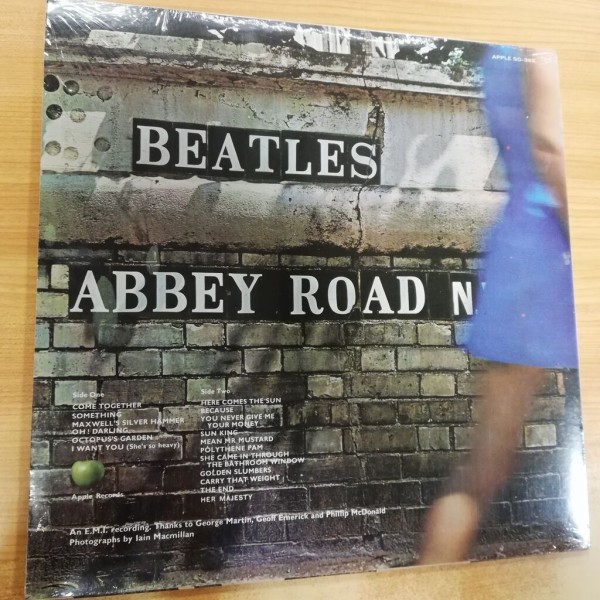 APPLE SO-383
BEATLES
ABBEY ROAD N
Side One
COME TOGETHER
SOMETHING
MAXWELL'S SILVER HAMMER
OH! DARLING
OCTOPUS'S GARDEN
I WANT YOU (She's so heavy)
Side Two
HERE COMES THE SUN
BECAUSE
YOU NEVER GIVE ME
YOUR MONEY
SUN KING
MEAN MR MUSTARD
POLYTHENE PAM
SHE CAME IN THROUGH
THE BATHROOM WINDOW
GOLDEN SLUMBERS
CARRY THAT WEIGHT
THE END
HER MAJESTY
Apple Records
An E.M.I. recording. Thanks to George Martin, Geoff Emerick and Phillip McDonald
Photographs by Iain Macmillan